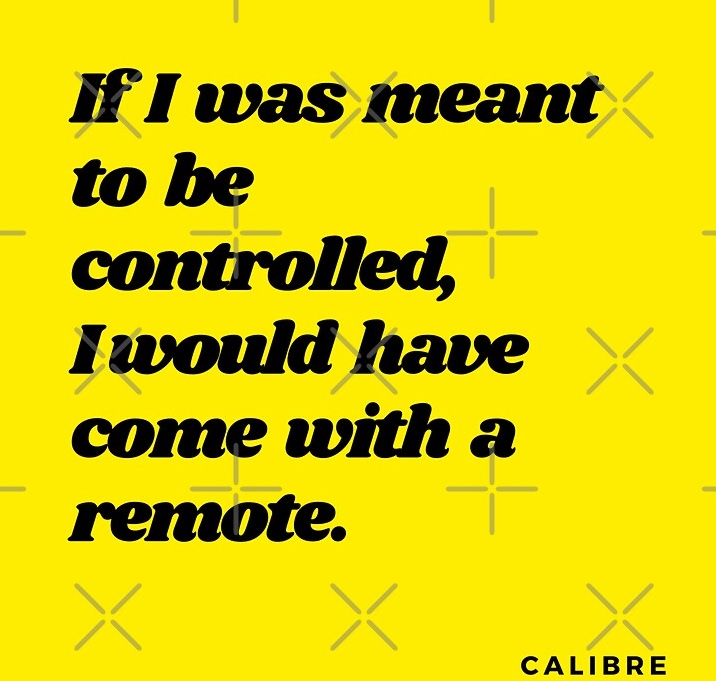 If I was meant
to be
controlled,
I would have
come with a
remote.
CALIBRE